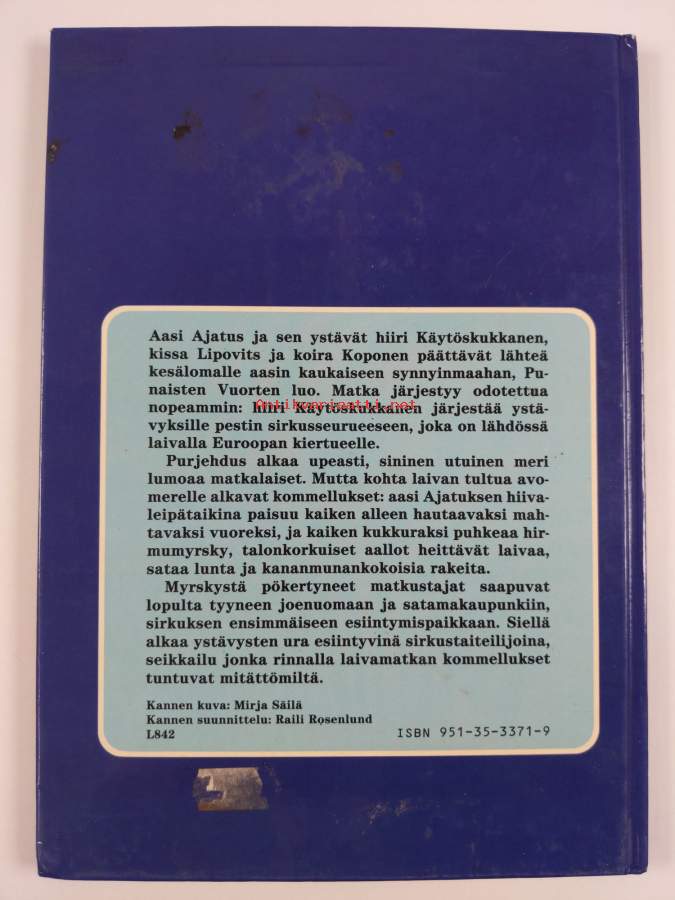 Aasi Ajatus ja sen ystävät hiiri Käytöskukkanen,
kissa Lipovits ja koira Koponen päättävät lähteä
kesälomalle aasin kaukaiseen synnyinmaahan, Pu-
naisten Vuorten luo. Matka järjestyy odotettua
nopeammin: hiiri Käytöskukkanen järjestää ystä-
Antikvariaatti.net
vyksille pestin sirkusseurueeseen, joka on lähdössä
laivalla Euroopan kiertueelle.
Purjehdus alkaa upeasti, sininen utuinen meri
lumoaa matkalaiset. Mutta kohta laivan tultua avo-
merelle alkavat kommellukset: aasi Ajatuksen hiiva-
leipätaikina paisuu kaiken alleen hautaavaksi mah-
tavaksi vuoreksi, ja kaiken kukkuraksi puhkeaa hir-
mumyrsky, talonkorkuiset aallot heittävät laivaa,
sataa lunta ja kananmunankokoisia rakeita.
Myrskystä pökertyneet matkustajat saapuvat
lopulta tyyneen joenuomaan ja satamakaupunkiin,
sirkuksen ensimmäiseen esiintymispaikkaan. Siellä
alkaa ystävysten ura esiintyvinä sirkustaiteilijoina,
seikkailu jonka rinnalla laivamatkan kommellukset
tuntuvat mitättömiltä.
Kannen kuva: Mirja Säilä
Kannen suunnittelu: Raili Rosenlund
L842
ISBN 951-35-3371-9